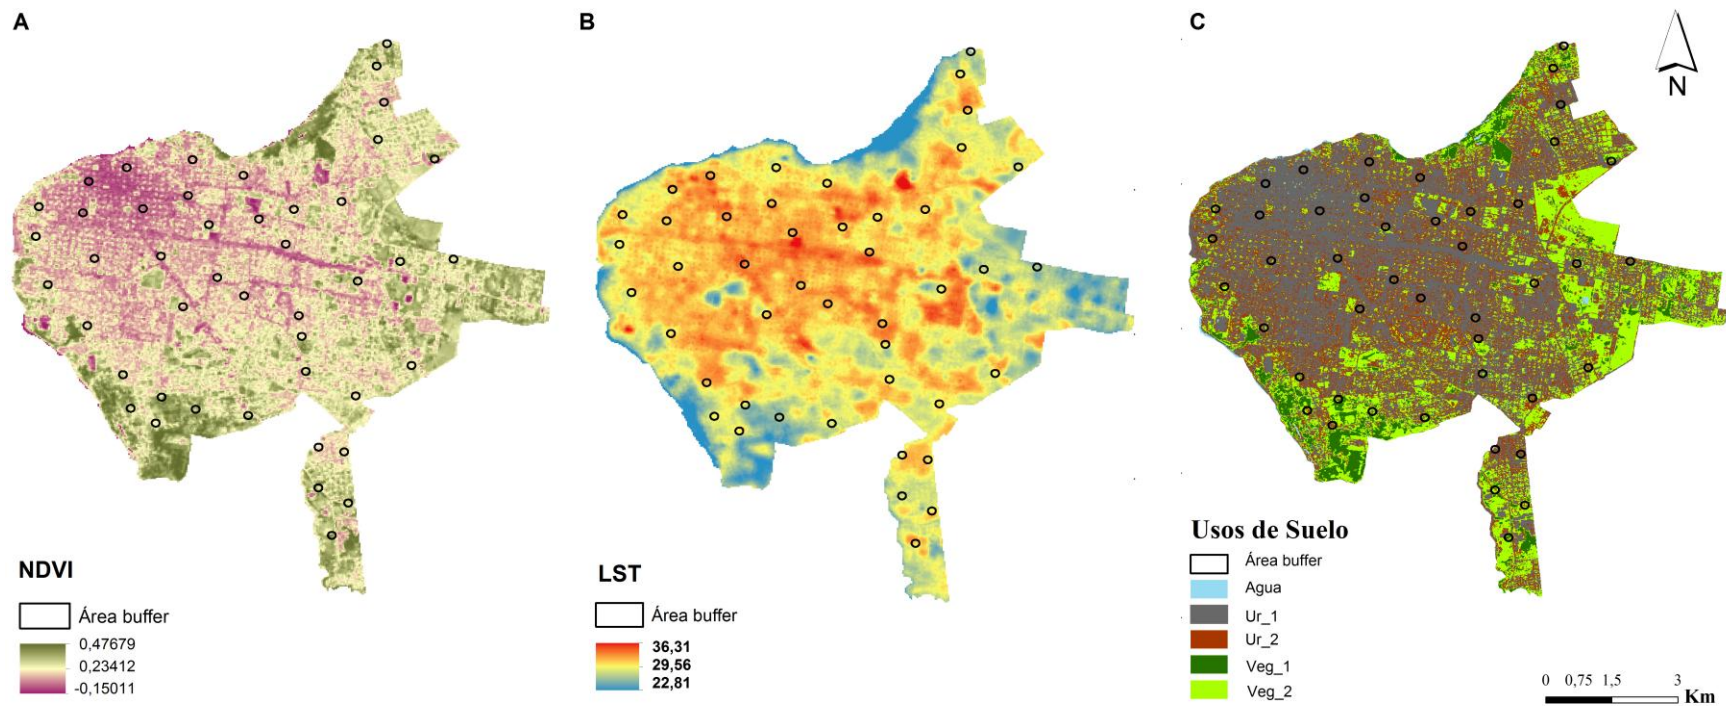 A
B
C
N
NDVI
Área buffer
0,47679
0,23412
-0,15011
LST
Área buffer
36,31
29,56
22,81
Usos de Suelo
Área buffer
Agua
Ur_1
Ur_2
Veg_1
Veg_2
0 0,75 1,5 3
Km